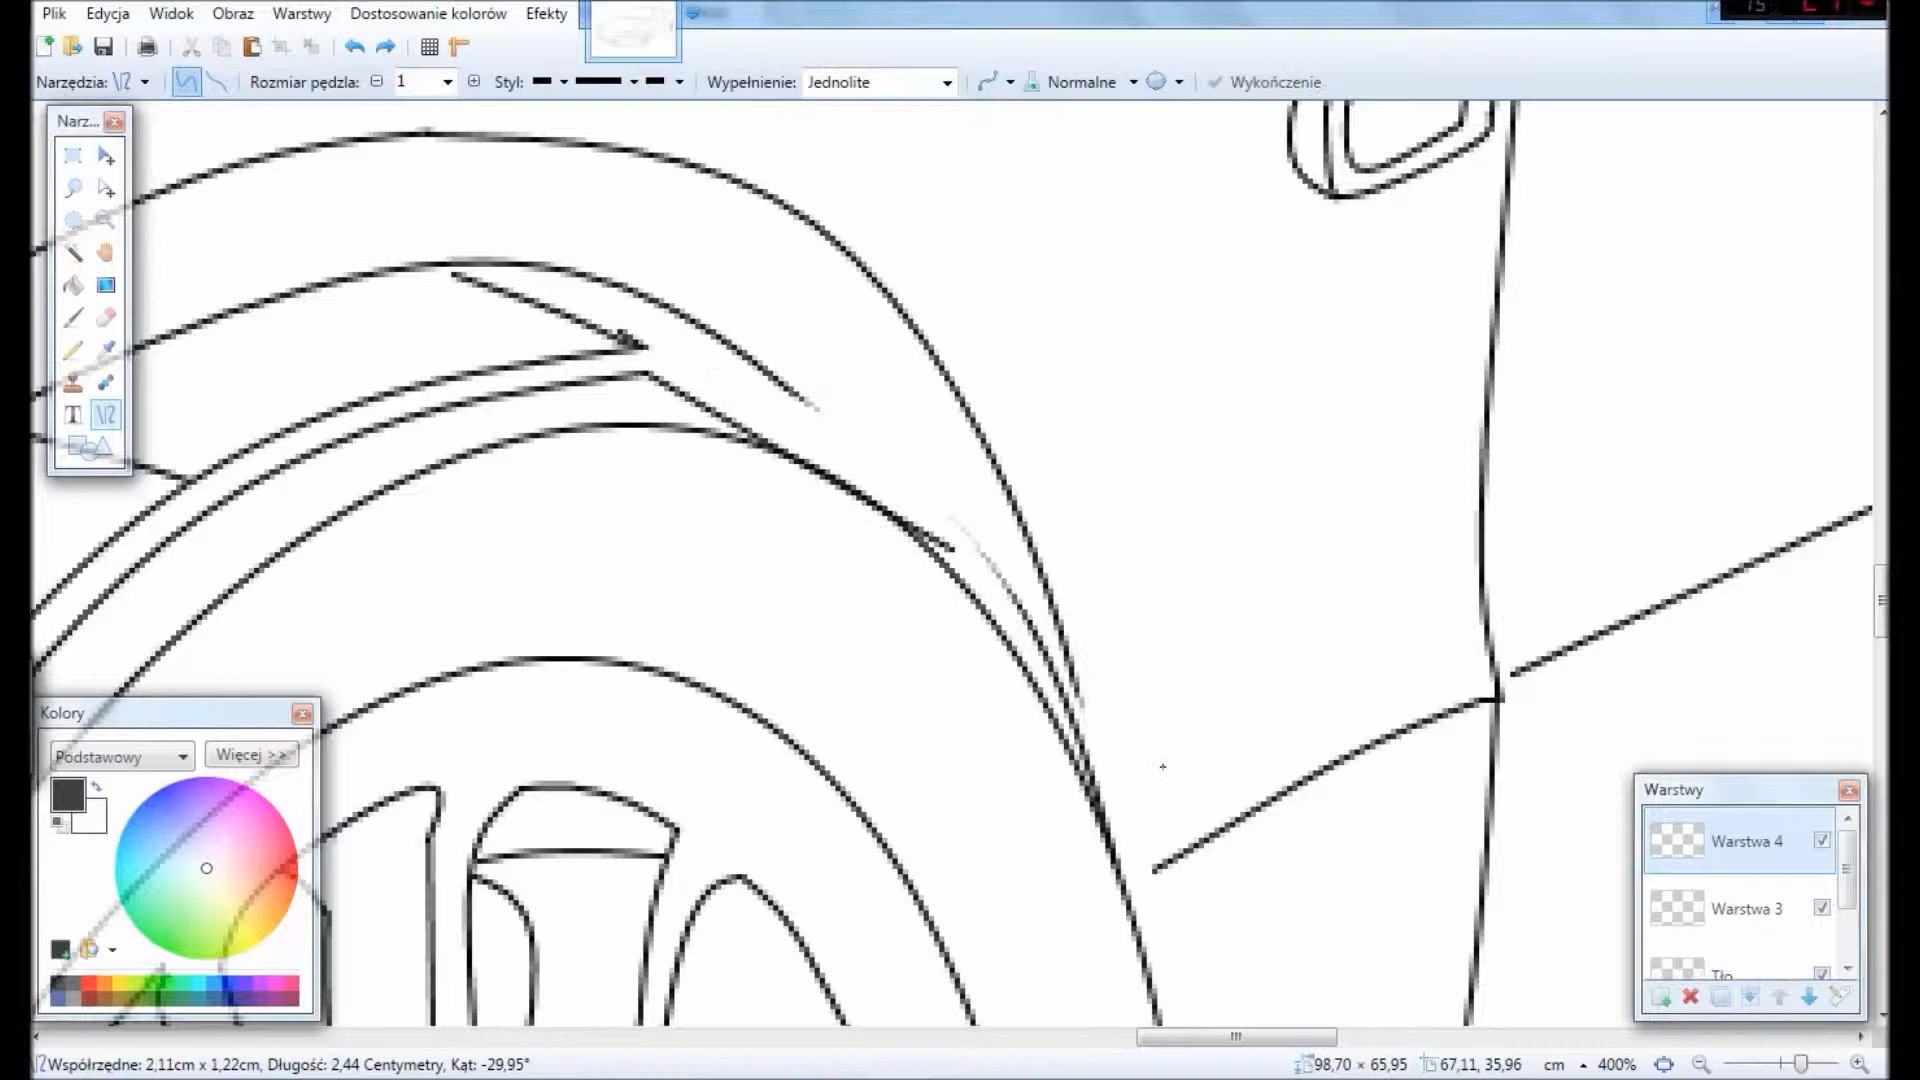 Plik Edycja Widok Obraz Warstwy Dostosowanie kolorów Efekty
15
Narzędzia: Rozmiar pędzla: 1 Styl: Wypełnienie: Jednolite Normalne Wykończenie
Narz...
Kolory
Podstawowy Więcej >>
Warstwy
Warstwa 4
Warstwa 3
Tło
Współrzędne: 2,11cm x 1,22cm, Długość: 2,44 Centymetry, Kąt: -29,95° 98,70 × 65,95 67,11, 35,96 cm 400%